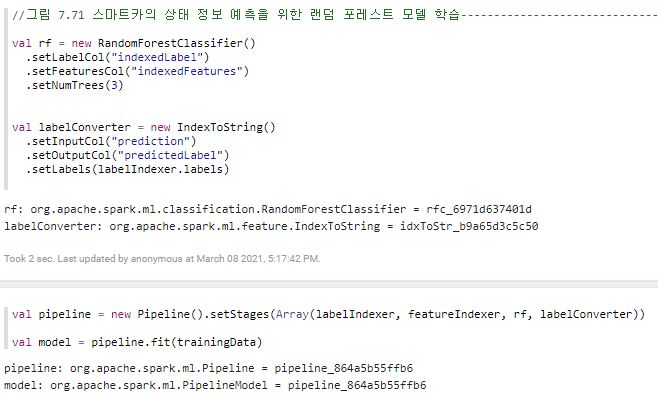 //그림 7.71 스마트카의 상태 정보 예측을 위한 랜덤 포레스트 모델 학습-----------------------------
val rf = new RandomForestClassifier()
.setLabelCol("indexedLabel")
.setFeaturesCol("indexedFeatures")
.setNumTrees(3)
val labelConverter = new IndexToString()
.setInputCol("prediction")
.setOutputCol("predictedLabel")
.setLabels(labelIndexer.labels)
rf: org.apache.spark.ml.classification.RandomForestClassifier = rfc_6971d637401d
labelConverter: org.apache.spark.ml.feature.IndexToString = idxToStr_b9a65d3c5c50
Took 2 sec. Last updated by anonymous at March 08 2021, 5:17:42 PM.
val pipeline = new Pipeline().setStages(Array(labelIndexer, featureIndexer, rf, labelConverter))
val model = pipeline.fit(trainingData)
pipeline: org.apache.spark.ml.Pipeline = pipeline_864a5b55ffb6
model: org.apache.spark.ml.PipelineModel = pipeline_864a5b55ffb6